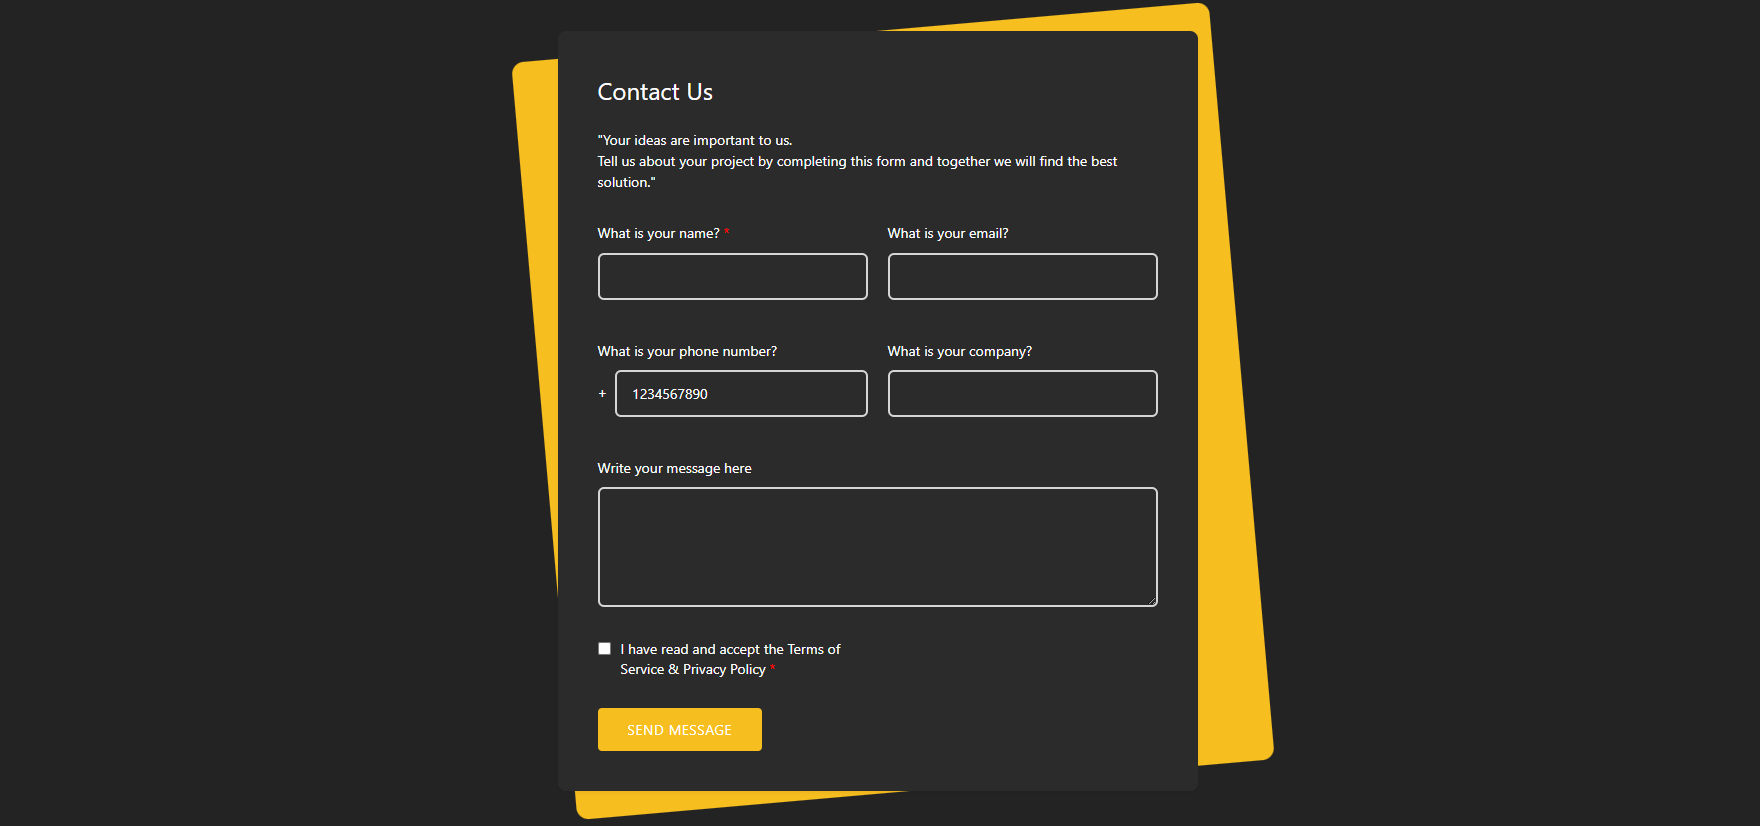 Contact Us
"Your ideas are important to us.
Tell us about your project by completing this form and together we will find the best
solution."
What is your name? *
What is your email?
What is your phone number?
What is your company?
+ 1234567890
Write your message here
I have read and accept the Terms of
Service & Privacy Policy *
SEND MESSAGE